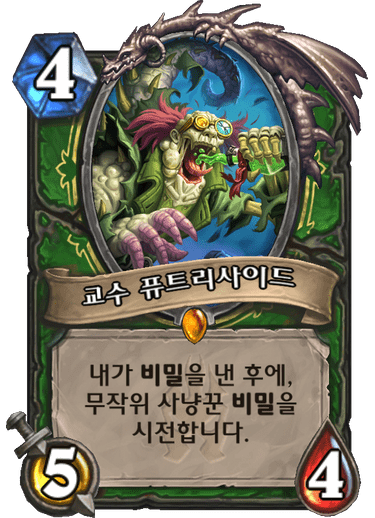 4
교수 퓨트리사이드
내가 비밀을 낸 후에,
무작위 사냥꾼 비밀을
시전합니다.
5
4